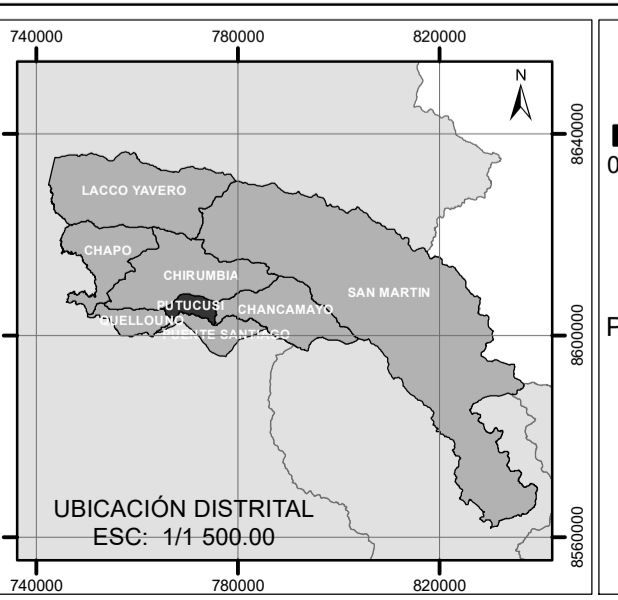 740000 780000 820000
N
8640000
0
LACCO YAVERO
CHAPO
CHIRUMBIA
SAN MARTIN
PUTUCUSI
CHANCAMAYO
QUELLOUNO
PUENTE SANTIAGO
8600000
P
UBICACIÓN DISTRITAL
ESC: 1/1 500.00
8560000
740000 780000 820000